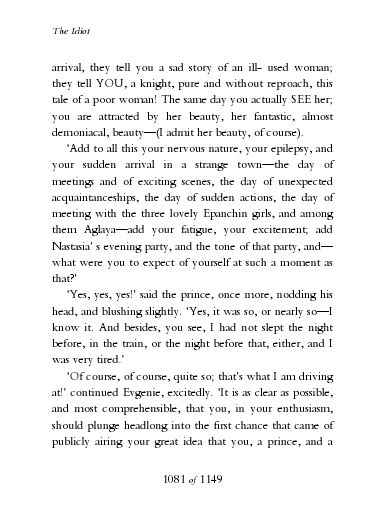 The Idiot
arrival, they tell you a sad story of an ill- used woman;
they tell YOU, a knight, pure and without reproach, this
tale of a poor woman! The same day you actually SEE her;
you are attracted by her beauty, her fantastic, almost
demoniacal, beauty—(I admit her beauty, of course).
‘Add to all this your nervous nature, your epilepsy, and
your sudden arrival in a strange town—the day of
meetings and of exciting scenes, the day of unexpected
acquaintanceships, the day of sudden actions, the day of
meeting with the three lovely Epanchin girls, and among
them Aglaya—add your fatigue, your excitement; add
Nastasia’ s evening party, and the tone of that party, and—
what were you to expect of yourself at such a moment as
that?’
‘Yes, yes, yes!’ said the prince, once more, nodding his
head, and blushing slightly. ‘Yes, it was so, or nearly so—I
know it. And besides, you see, I had not slept the night
before, in the train, or the night before that, either, and I
was very tired.’
‘Of course, of course, quite so; that’s what I am driving
at!’ continued Evgenie, excitedly. ‘It is as clear as possible,
and most comprehensible, that you, in your enthusiasm,
should plunge headlong into the first chance that came of
publicly airing your great idea that you, a prince, and a
1081 of 1149